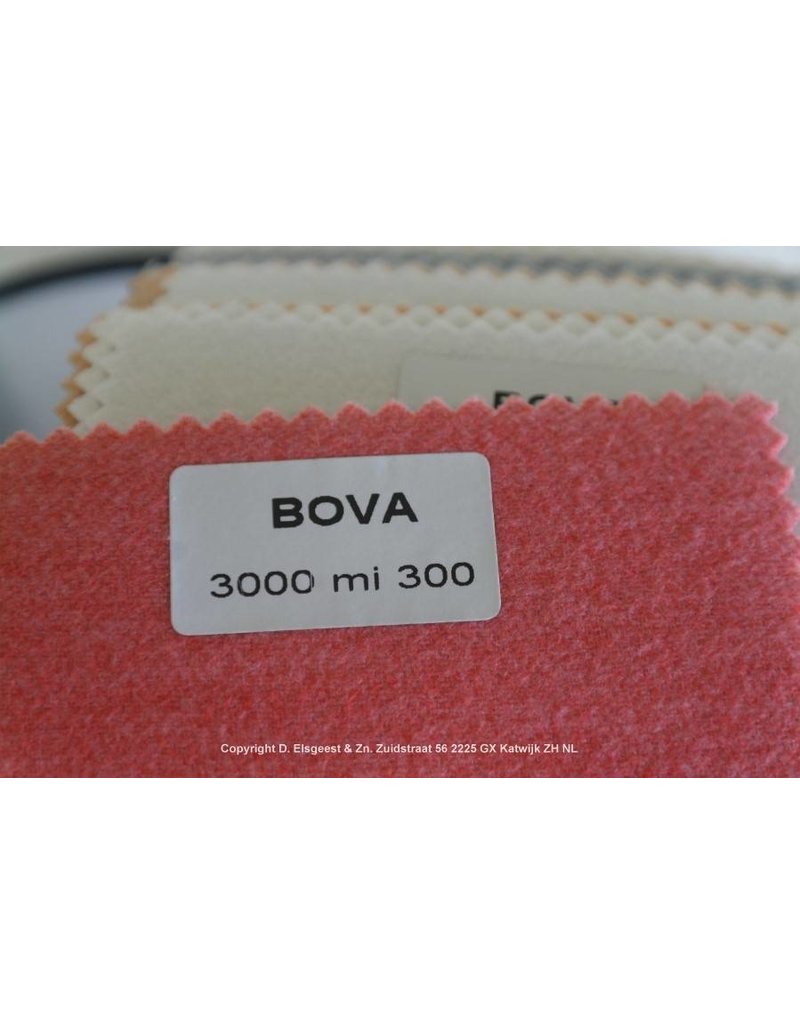 BOVA
3000 mi 300
Copyright D. Elsgeest & Zn. Zuidstraat 56 2225 GX Katwijk ZH NL